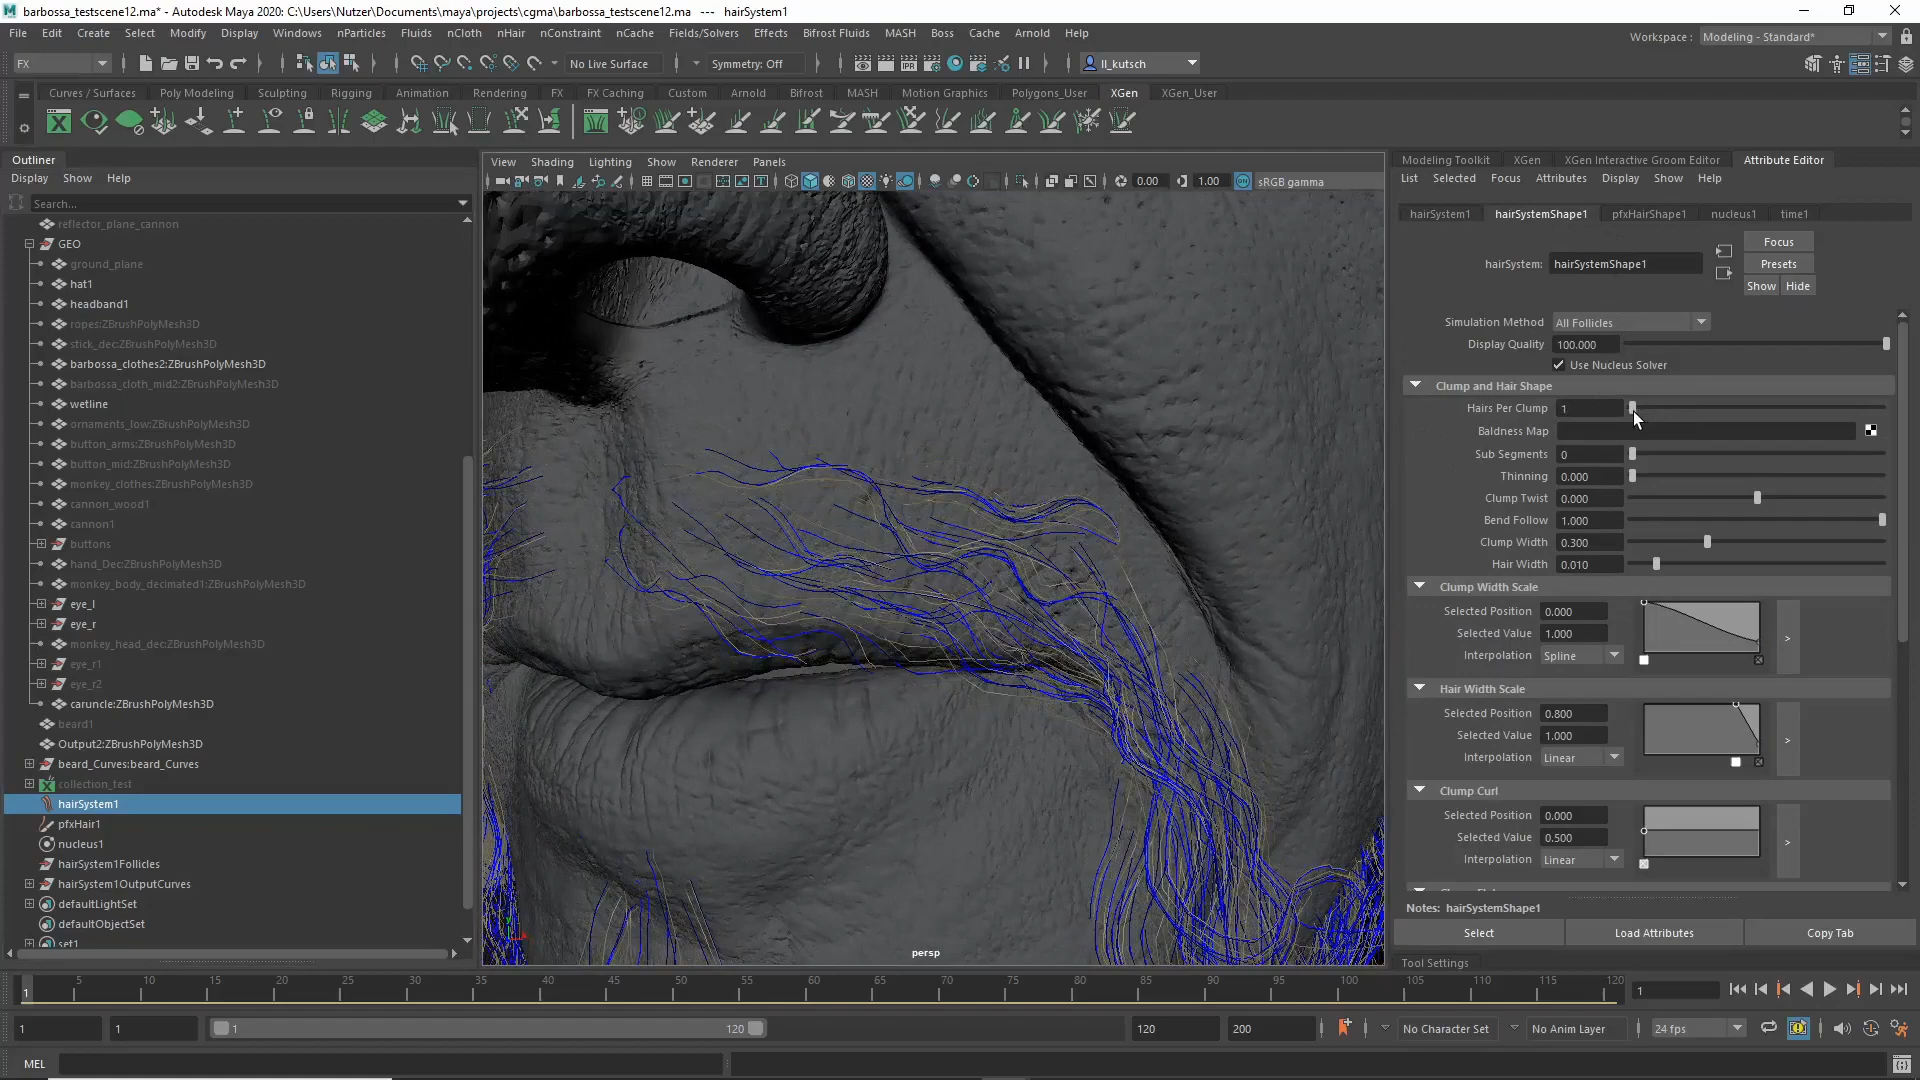 barbossa_testscene12.ma* - Autodesk Maya 2020: C:\Users\Nutzer\Documents\maya\projects\cgma\barbossa_testscene12.ma --- hairSystem1
File Edit Create Select Modify Display Windows nParticles Fluids nCloth nHair nConstraint nCache Fields/Solvers Effects Bifrost Fluids MASH Boss Cache Arnold Help
Workspace : Modeling - Standard*
FX
No Live Surface
Symmetry: Off
ll_kutsch
Curves / Surfaces Poly Modeling Sculpting Rigging Animation Rendering FX FX Caching Custom Arnold Bifrost MASH Motion Graphics Polygons_User XGen XGen_User
Outliner
Display Show Help
Search...
reflector_plane_cannon
GEO
ground_plane
hat1
headband1
ropes:ZBrushPolyMesh3D
stick_dec:ZBrushPolyMesh3D
barbossa_clothes2:ZBrushPolyMesh3D
barbossa_cloth_mid2:ZBrushPolyMesh3D
wetline
ornaments_low:ZBrushPolyMesh3D
button_arms:ZBrushPolyMesh3D
button_mid:ZBrushPolyMesh3D
monkey_clothes:ZBrushPolyMesh3D
cannon_wood1
cannon1
buttons
hand_Dec:ZBrushPolyMesh3D
monkey_body_decimated1:ZBrushPolyMesh3D
eye_l
eye_r
monkey_head_dec:ZBrushPolyMesh3D
eye_r1
eye_r2
caruncle:ZBrushPolyMesh3D
beard1
Output2:ZBrushPolyMesh3D
beard_Curves:beard_Curves
collection_test
hairSystem1
pfxHair1
nucleus1
hairSystem1Follicles
hairSystem1OutputCurves
defaultLightSet
defaultObjectSet
set1
View Shading Lighting Show Renderer Panels
0.00 1.00 sRGB gamma
persp
Modeling Toolkit XGen XGen Interactive Groom Editor Attribute Editor
List Selected Focus Attributes Display Show Help
hairSystem1 hairSystemShape1 pfxHairShape1 nucleus1 time1
hairSystem: hairSystemShape1
Focus
Presets
Show Hide
Simulation Method All Follicles
Display Quality 100.000
Use Nucleus Solver
Clump and Hair Shape
Hairs Per Clump 1
Baldness Map
Sub Segments 0
Thinning 0.000
Clump Twist 0.000
Bend Follow 1.000
Clump Width 0.300
Hair Width 0.010
Clump Width Scale
Selected Position 0.000
Selected Value 1.000
Interpolation Spline
>
Hair Width Scale
Selected Position 0.800
Selected Value 1.000
Interpolation Linear
>
Clump Curl
Selected Position 0.000
Selected Value 0.500
Interpolation Linear
>
Notes: hairSystemShape1
Select Load Attributes Copy Tab
Tool Settings
1 5 10 15 20 25 30 35 40 45 50 55 60 65 70 75 80 85 90 95 100 105 110 115 120
1
1 1 1 120 120 200 No Character Set No Anim Layer 24 fps
MEL